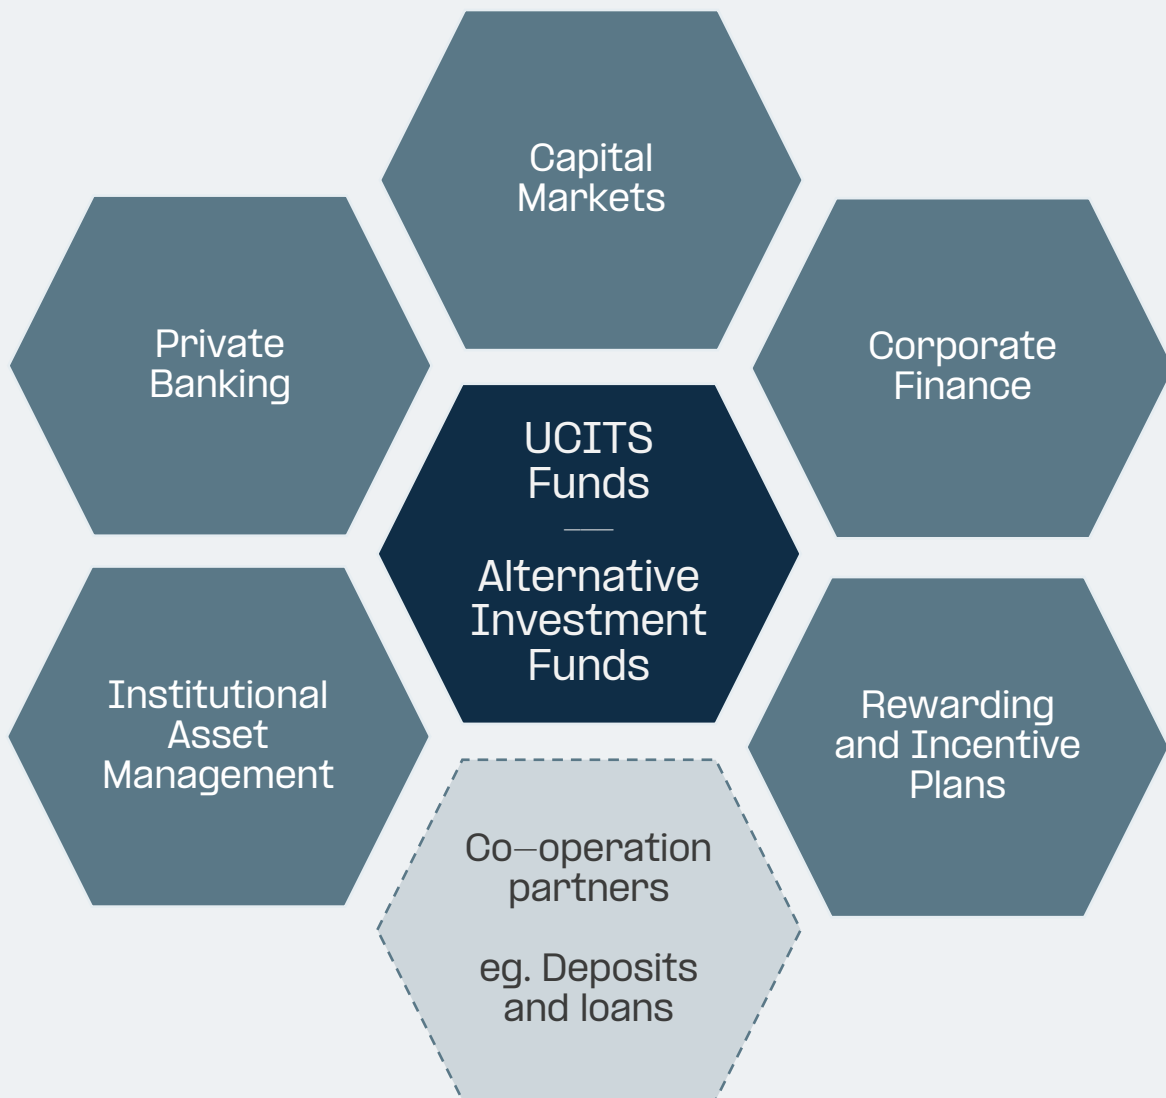 Capital
Markets
Private
Banking
Corporate
Finance
UCITS
Funds
Alternative
Investment
Funds
Institutional
Asset
Management
Rewarding
and Incentive
Plans
Co–operation
partners
eg. Deposits
and loans